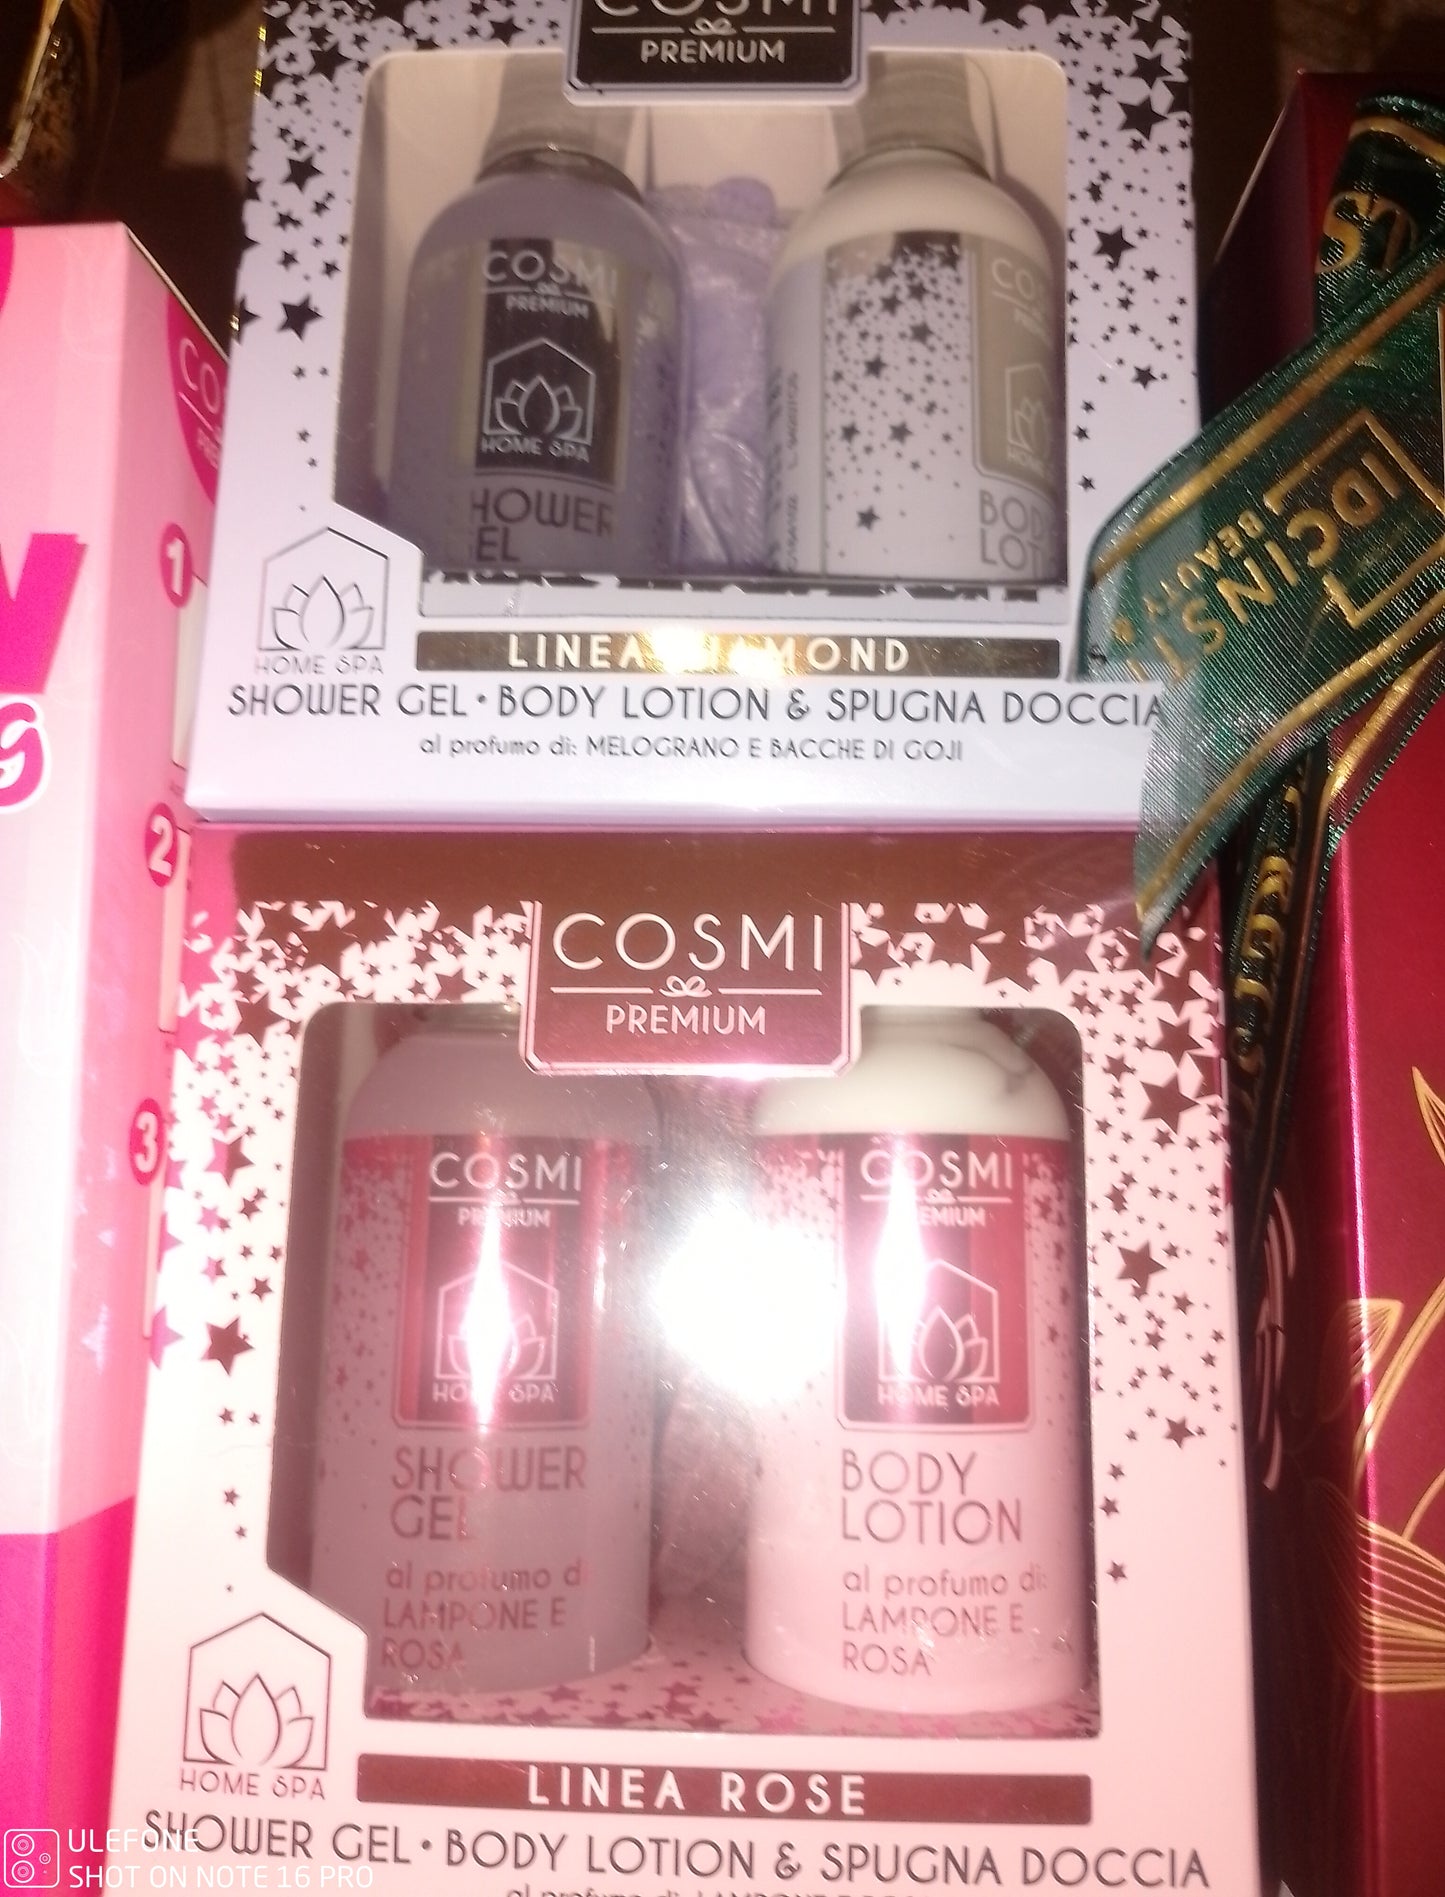 COSMI
PREMIUM
COSMI
PREMIUM
HOME SPA
SHOWER
GEL
HOME SPA
LINEA DIAMOND
SHOWER GEL • BODY LOTION & SPUGNA DOCCIA
al profumo di: MELOGRANO E BACCHE DI GOJI
1
2
3
COSMI
PREMIUM
COSMI
PREMIUM
HOME SPA
SHOWER
GEL
al profumo di
LAMPONE E
ROSA
COSMI
PREMIUM
HOME SPA
BODY
LOTION
al profumo di:
LAMPONE E
ROSA
HOME SPA
LINEA ROSE
SHOWER GEL • BODY LOTION & SPUGNA DOCCIA
ULEFONE
SHOT ON NOTE 16 PRO